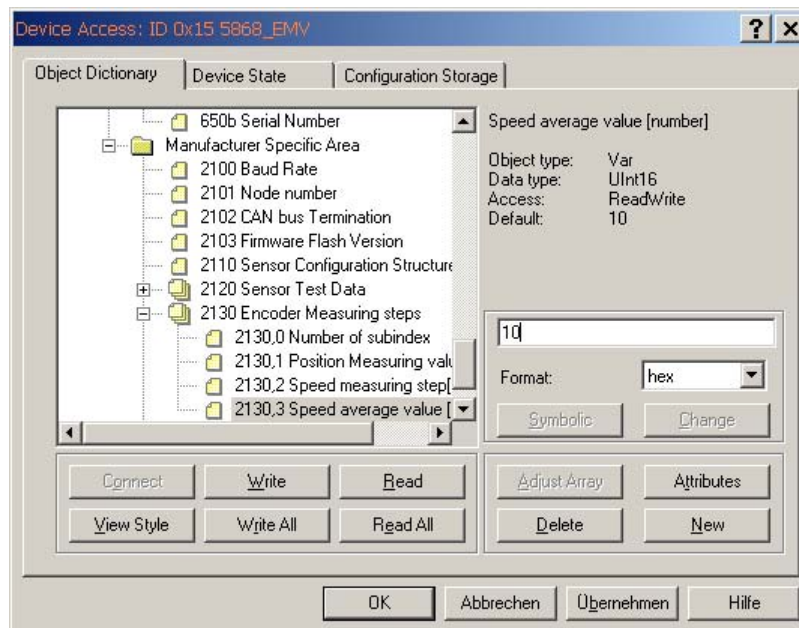 Device Access: ID 0x15 5868_EMV
Object Dictionary
Device State
Configuration Storage
650b Serial Number
Manufacturer Specific Area
2100 Baud Rate
2101 Node number
2102 CAN bus Termination
2103 Firmware Flash Version
2110 Sensor Configuration Structure
2120 Sensor Test Data
2130 Encoder Measuring steps
2130,0 Number of subindex
2130,1 Position Measuring valu
2130,2 Speed measuring step[
2130,3 Speed average value [
Speed average value [number]
Object type: Var
Data type: UInt16
Access: ReadWrite
Default: 10
10
Format: hex
Symbolic Change
Connect Write Read
View Style Write All Read All
Adjust Array Attributes
Delete New
OK Abbrechen Übernehmen Hilfe